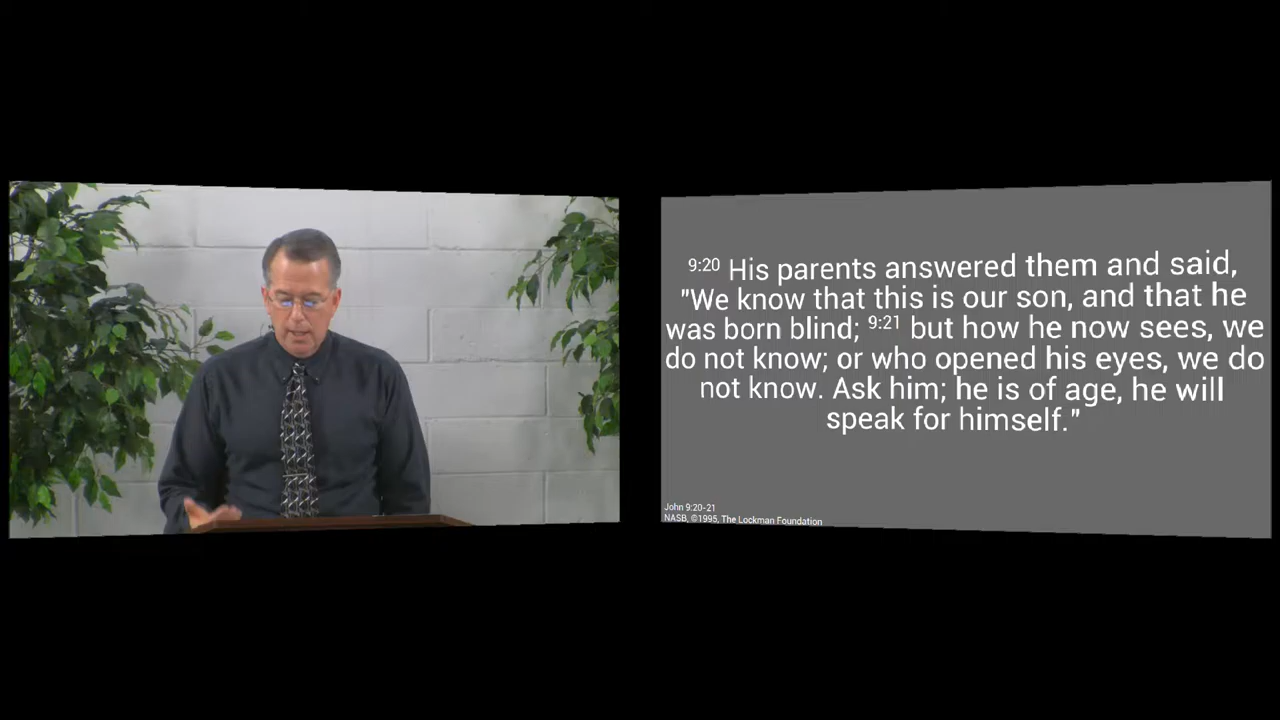 9:20 His parents answered them and said,
"We know that this is our son, and that he
was born blind; 9:21 but how he now sees, we
do not know; or who opened his eyes, we do
not know. Ask him; he is of age, he will
speak for himself."
John 9:20-21
NASB, ©1995, The Lockman Foundation